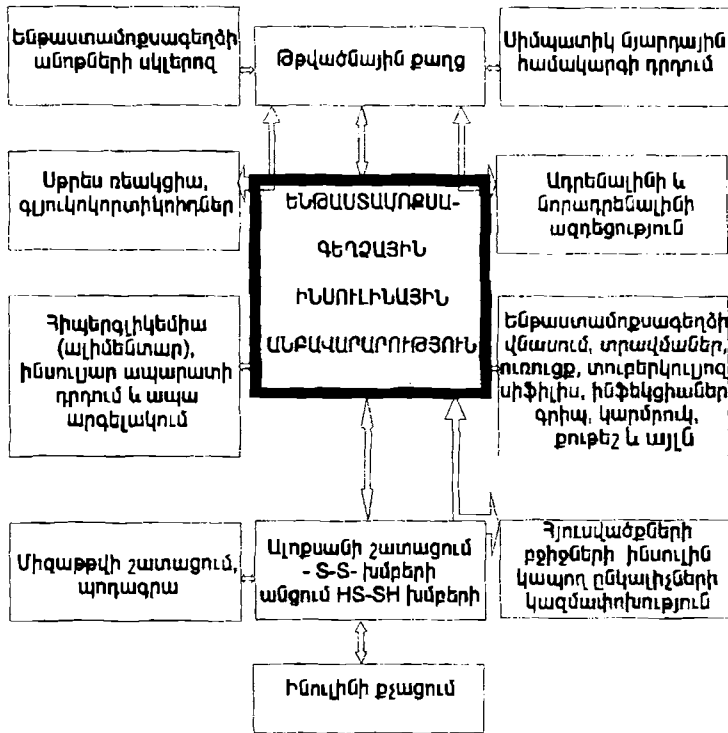 Ենթաստամոքսագեղձի
անոթների սկլերոզ
Թթվածնային քաղց
Սիմպատիկ նյարդային
համակարգի դրդում
Սթրես ռեակցիա,
գլյուկոկորտիկոիդներ
ԵՆԹԱՍՏԱՄՈՔՍԱ-
ԳԵՂՁԱՅԻՆ
ԻՆՍՈՒԼԻՆԱՅԻՆ
ԱՆԲԱՎԱՐԱՐՈՒԹՅՈՒՆ
Ադրենալինի և
նորադրենալինի
ազդեցություն
Հիպերգլիկեմիա
(ալիմենտար),
ինսուլյար ապարատի
դրդում և ապա
արգելակում
Ենթաստամոքսագեղձի
վնասում, տրավմաներ,
ուռուցք, տուբերկուլյոզ
սիֆիլիս, ինֆեկցիաներ
գրիպ, կարմրուկ,
քութեշ և այլն
Միզաթթվի շատացում,
պոդագրա
Ալոքսանի շատացում
- S-S- խմբերի
անցում HS-SH խմբերի
Հյուսվածքների
բջիջների ինսուլին
կապող ընկալիչների
կազմափոխություն
Ինուլինի քչացում